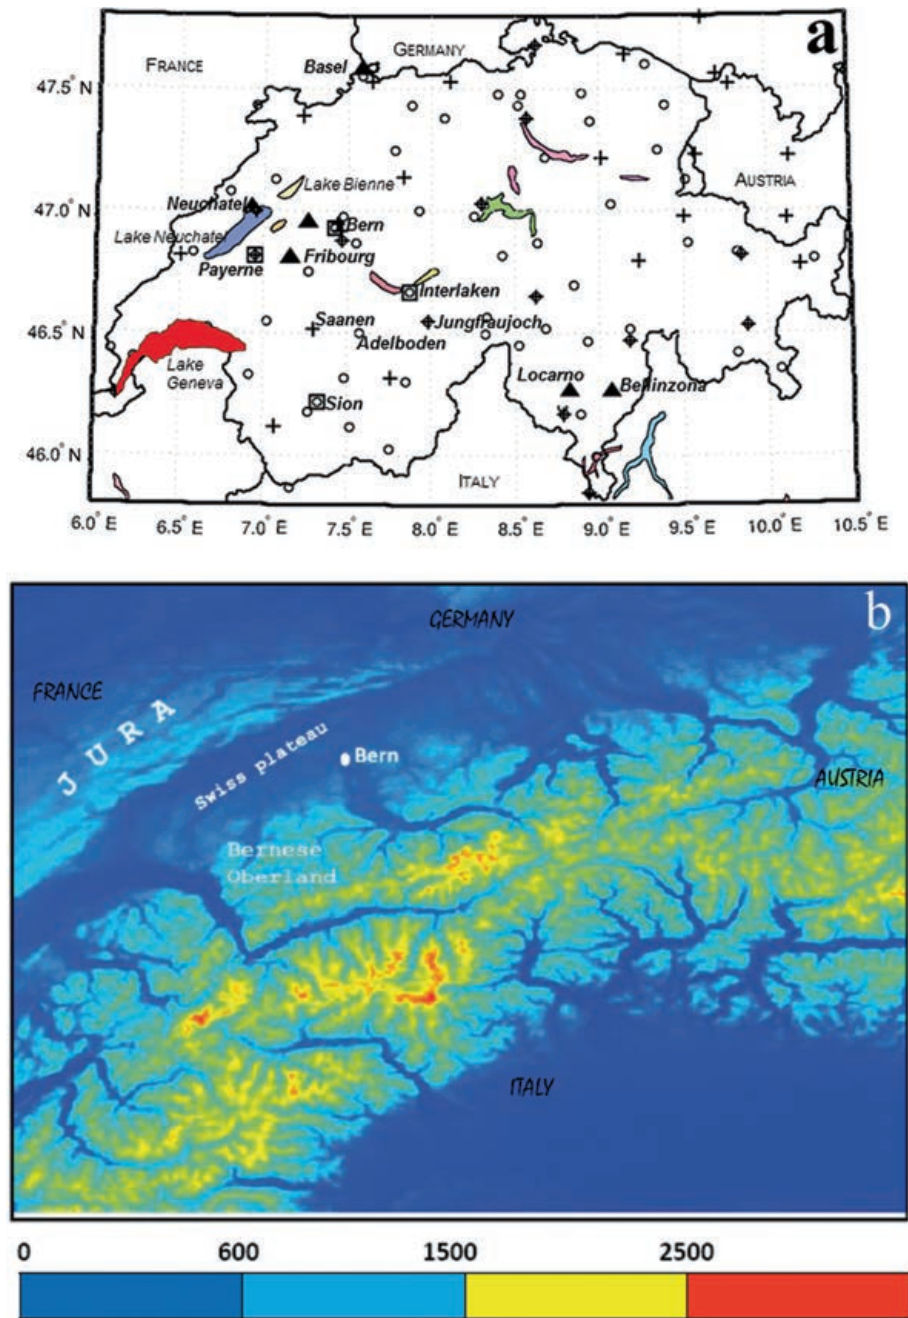 a
FRANCE
GERMANY
Basel
47.5° N
Lake Bienne
AUSTRIA
Neuchatel
47.0° N
Lake Neuchatel
Bern
Payerne
Fribourg
Interlaken
Saanen
Jungfraujoch
46.5° N
Adelboden
Lake
Geneva
Locarno
Bellinzona
Sion
46.0° N
ITALY
6.0° E 6.5° E 7.0° E 7.5° E 8.0° E 8.5° E 9.0° E 9.5° E 10.0° E 10.5° E
b
GERMANY
FRANCE
JURA
Swiss plateau
Bern
AUSTRIA
Bernese
Oberland
ITALY
0 600 1500 2500